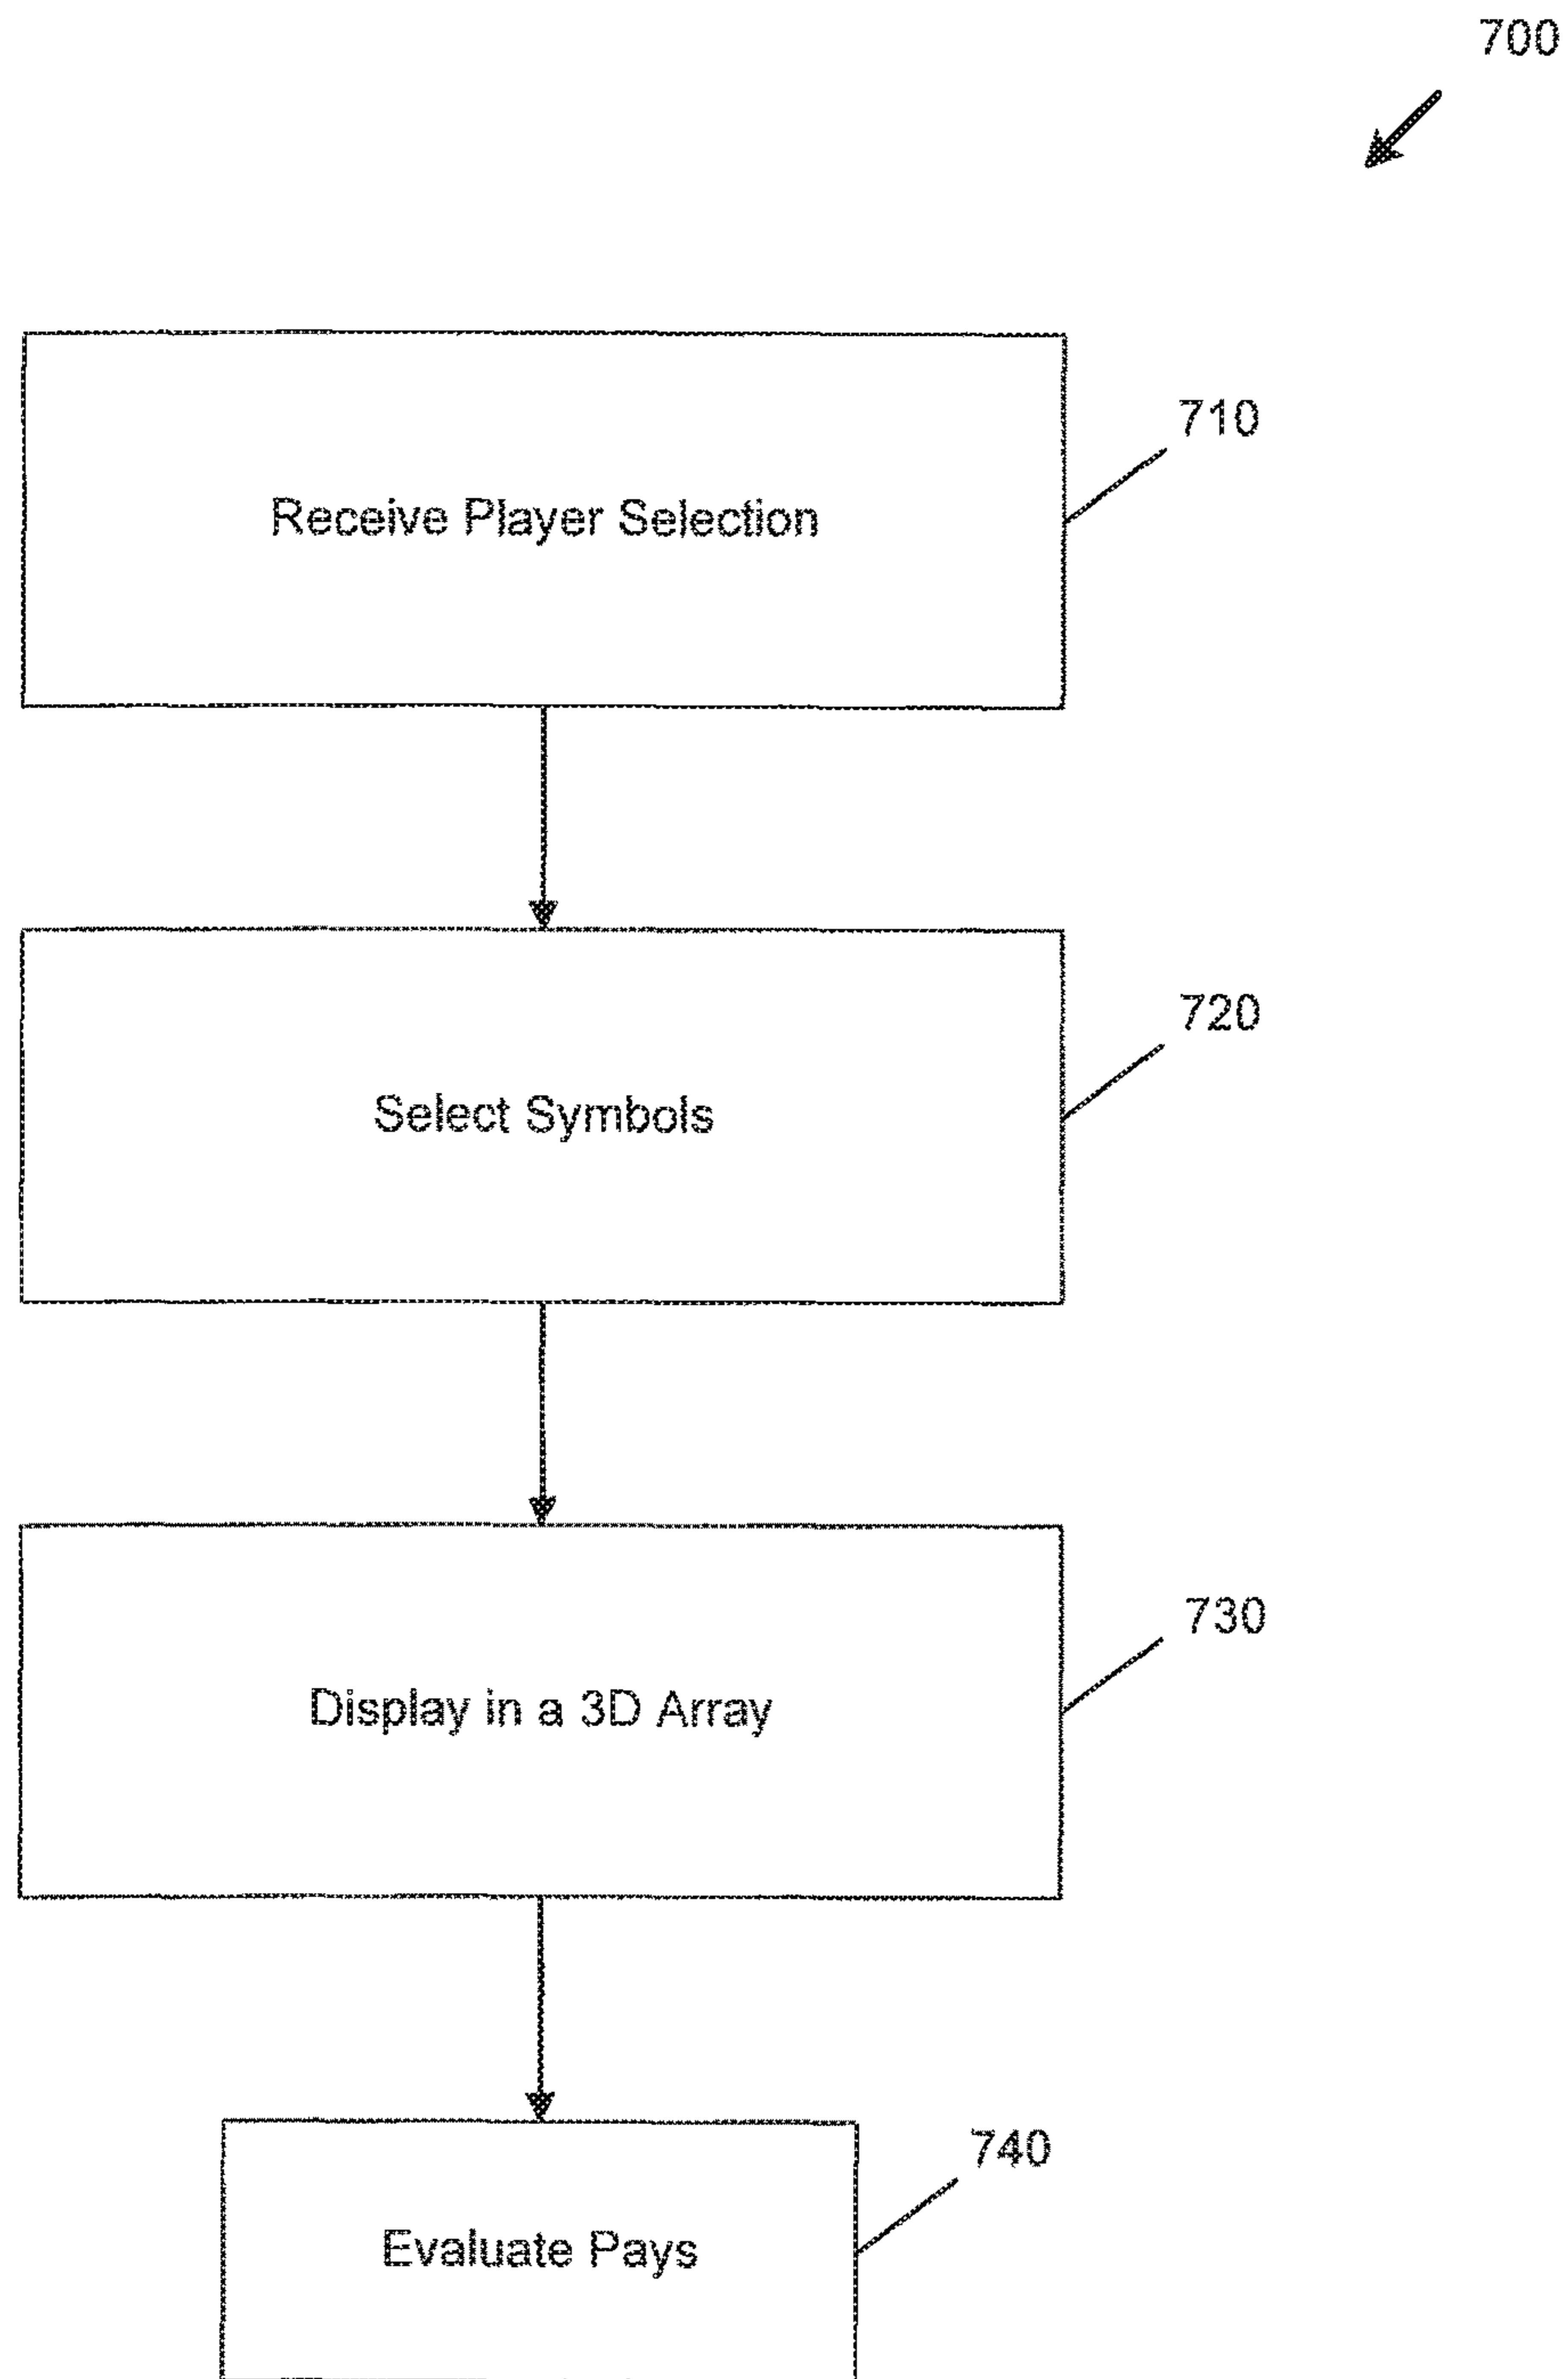 700
Receive Player Selection
710
Select Symbols
720
Display in a 3D Array
730
Evaluate Pays
740